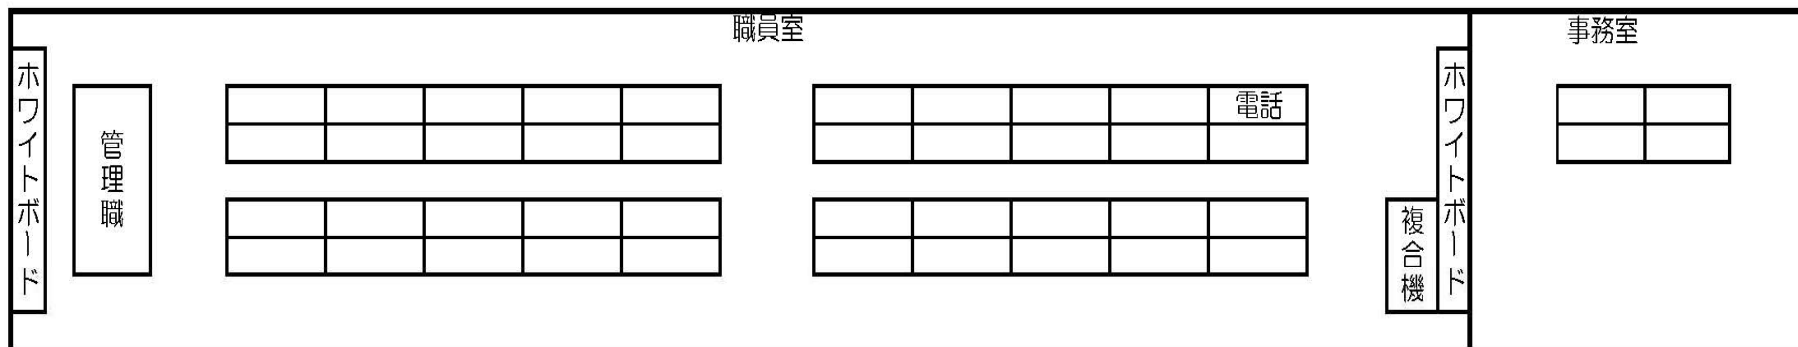 職員室
事務室
ホワイトボード
管理職
電話
複合機
ホワイトボード